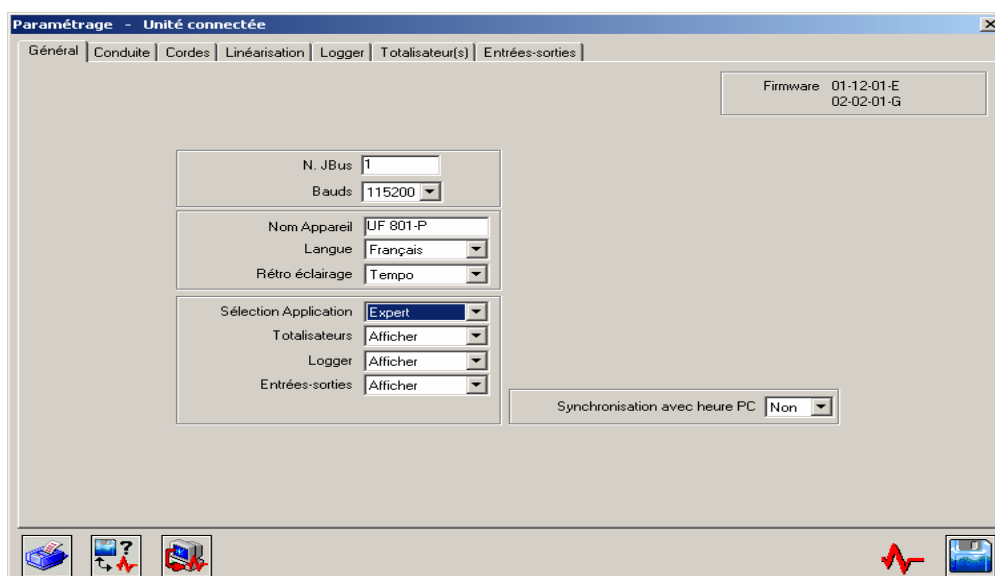 Paramétrage - Unité connectée
Général Conduite Cordes Linéarisation Logger Totalisateur(s) Entrées-sorties
Firmware 01-12-01-E
02-02-01-G
N. JBus 1
Bauds 115200
Nom Appareil UF 801-P
Langue Français
Rétro éclairage Tempo
Sélection Application Expert
Totalisateurs Afficher
Logger Afficher
Entrées-sorties Afficher
Synchronisation avec heure PC Non
?